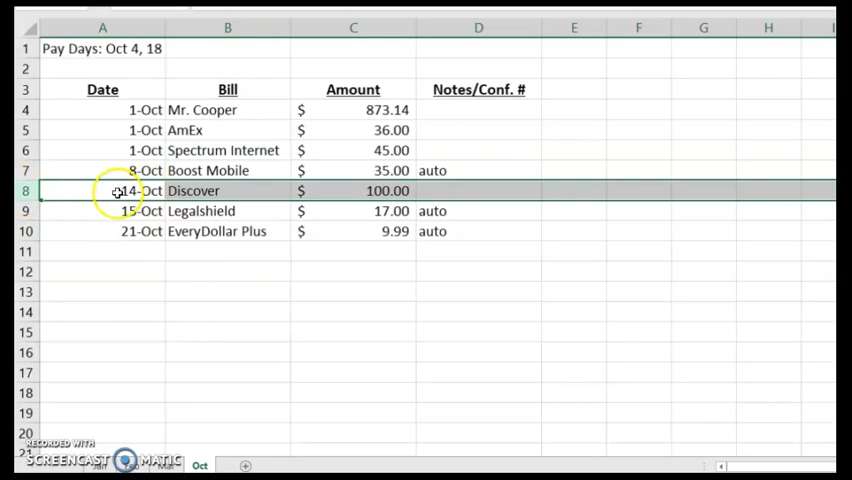 A B C D E F G H I
1 Pay Days: Oct 4, 18
2
3 Date Bill Amount Notes/Conf. #
4 1-Oct Mr. Cooper $ 873.14
5 1-Oct AmEx $ 36.00
6 1-Oct Spectrum Internet $ 45.00
7 8-Oct Boost Mobile $ 35.00 auto
8 14-Oct Discover $ 100.00
9 15-Oct Legalshield $ 17.00 auto
10 21-Oct EveryDollar Plus $ 9.99 auto
11
12
13
14
15
16
17
18
19
20
21
RECORDED WITH
SCREENCAST MATIC
Jan Feb Mar Oct